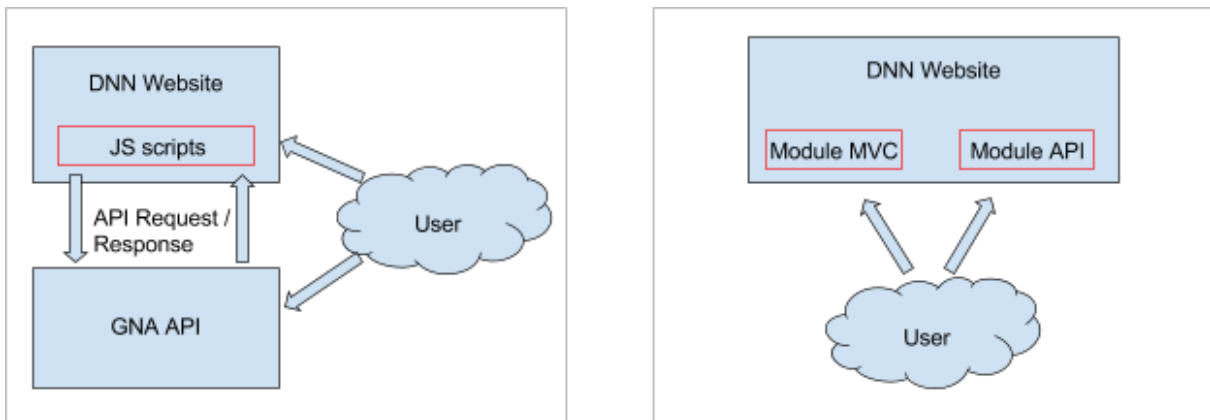 DNN Website
JS scripts
API Request /
Response
User
GNA API
DNN Website
Module MVC
Module API
User